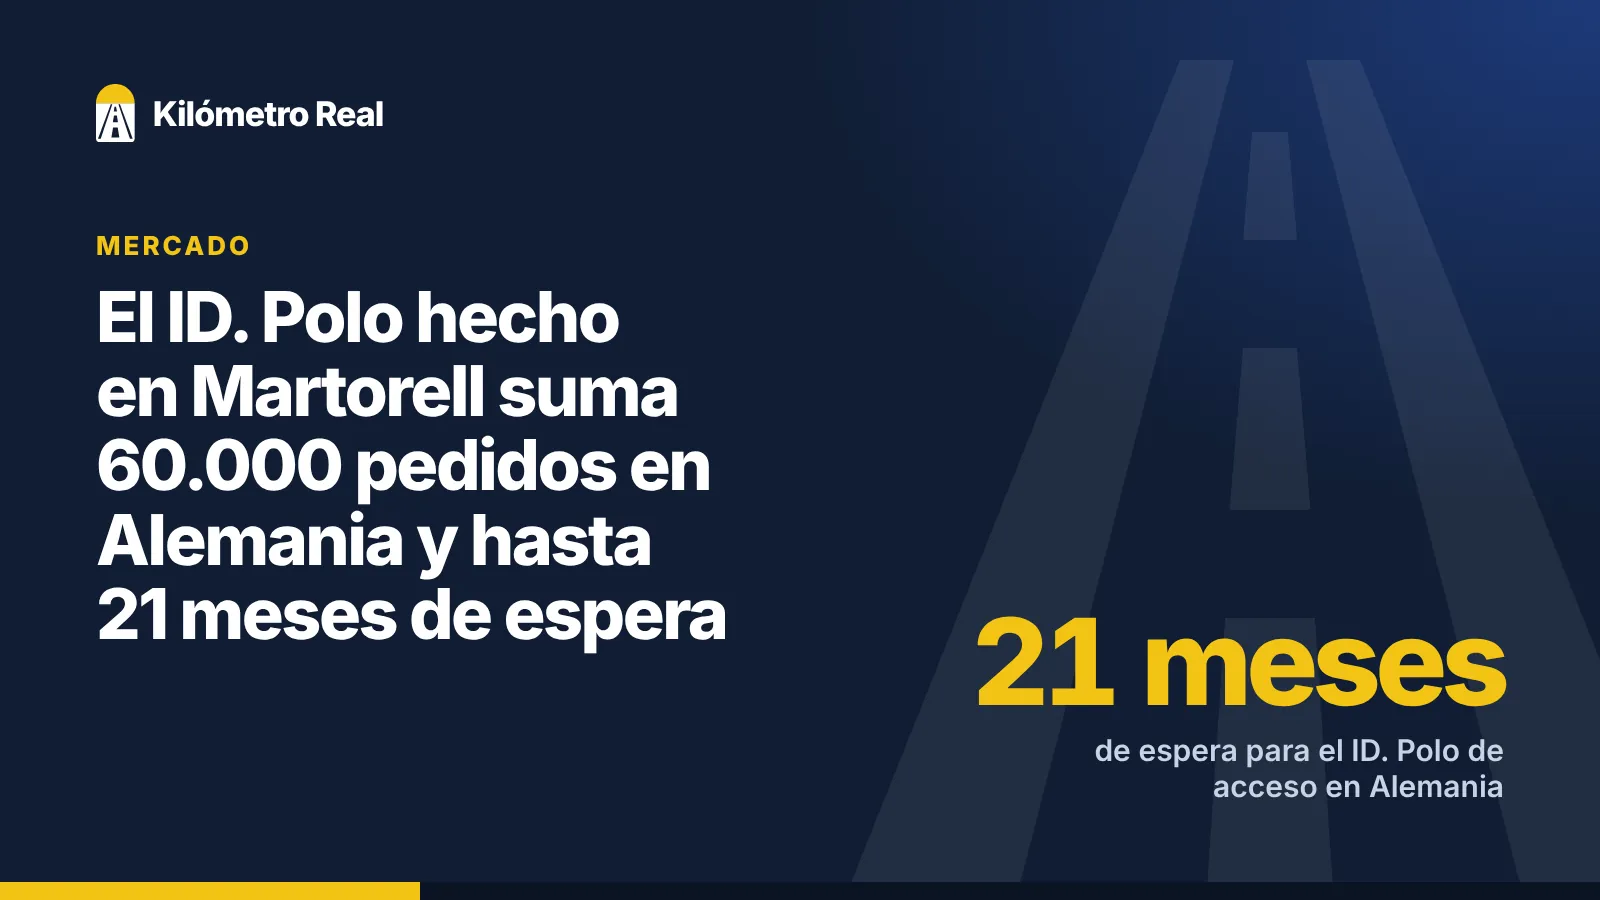 Kilómetro Real
MERCADO
El ID. Polo hecho
en Martorell suma
60.000 pedidos en
Alemania y hasta
21 meses de espera
21 meses
de espera para el ID. Polo de
acceso en Alemania